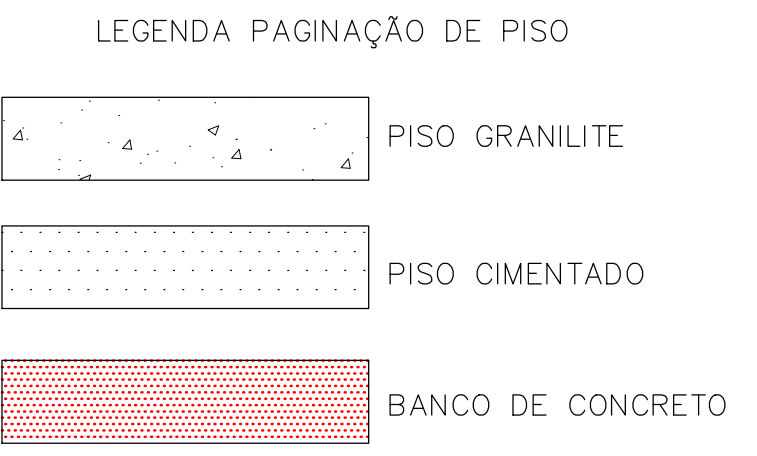 LEGENDA PAGINAÇÃO DE PISO
PISO GRANILITE
PISO CIMENTADO
BANCO DE CONCRETO